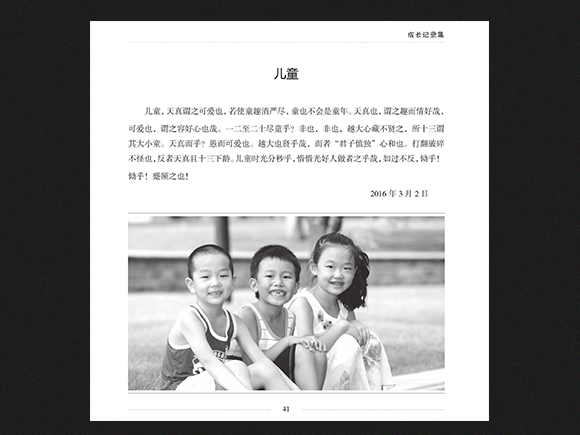 成长记录集
儿童
儿童，天真谓之可爱也，若使童趣消严尽，童也不会是童年。天真也，谓之趣而情好哉，
可爱也，谓之容好心也哉。一二至二十尽童乎？非也，非也，越大心藏不贤之，所十三谓
其大小童。天真而乎？愚而可爱也。越大也贤乎哉，而者“君子慎独”心和也。打翻破碎
不怪也，反者天真且十三下龄。儿童时光分秒乎，惜惜光好人做者之乎哉，如过不反，恸乎！
恸乎！蹙颏之也！
2016 年 3 月 2 日
41